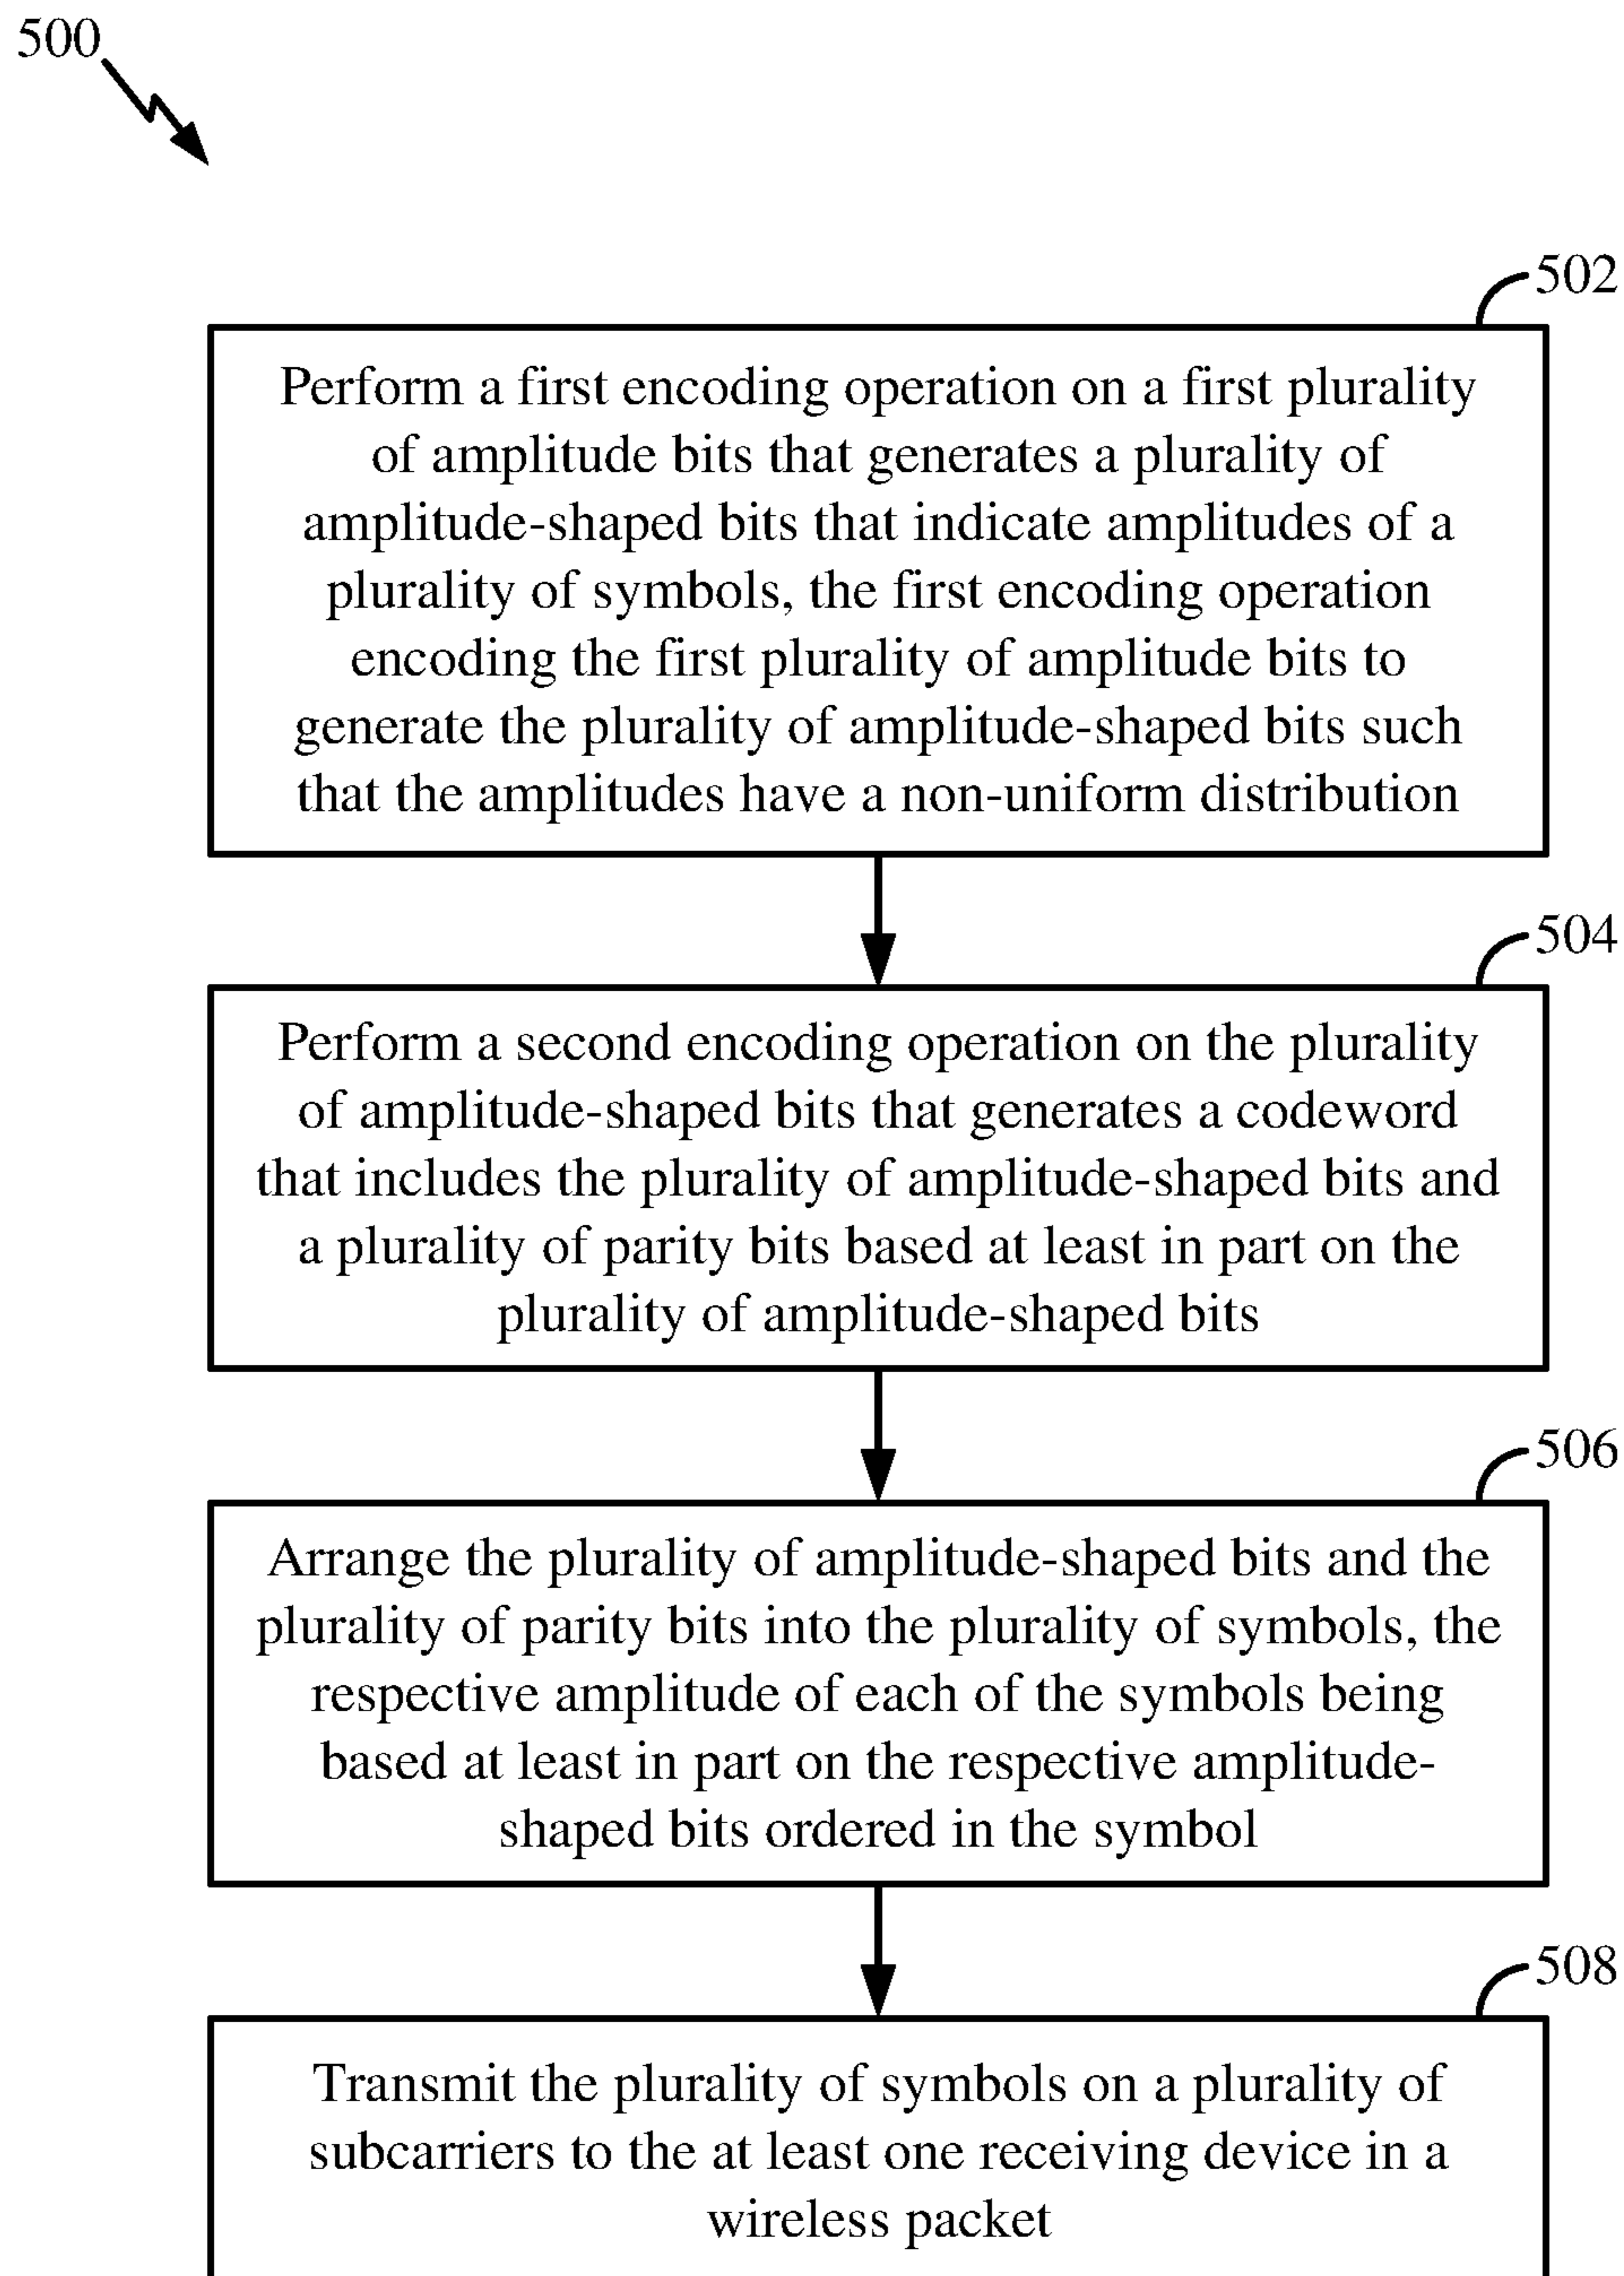 500
502
Perform a first encoding operation on a first plurality
of amplitude bits that generates a plurality of
amplitude-shaped bits that indicate amplitudes of a
plurality of symbols, the first encoding operation
encoding the first plurality of amplitude bits to
generate the plurality of amplitude-shaped bits such
that the amplitudes have a non-uniform distribution
504
Perform a second encoding operation on the plurality
of amplitude-shaped bits that generates a codeword
that includes the plurality of amplitude-shaped bits and
a plurality of parity bits based at least in part on the
plurality of amplitude-shaped bits
506
Arrange the plurality of amplitude-shaped bits and the
plurality of parity bits into the plurality of symbols, the
respective amplitude of each of the symbols being
based at least in part on the respective amplitude-
shaped bits ordered in the symbol
508
Transmit the plurality of symbols on a plurality of
subcarriers to the at least one receiving device in a
wireless packet